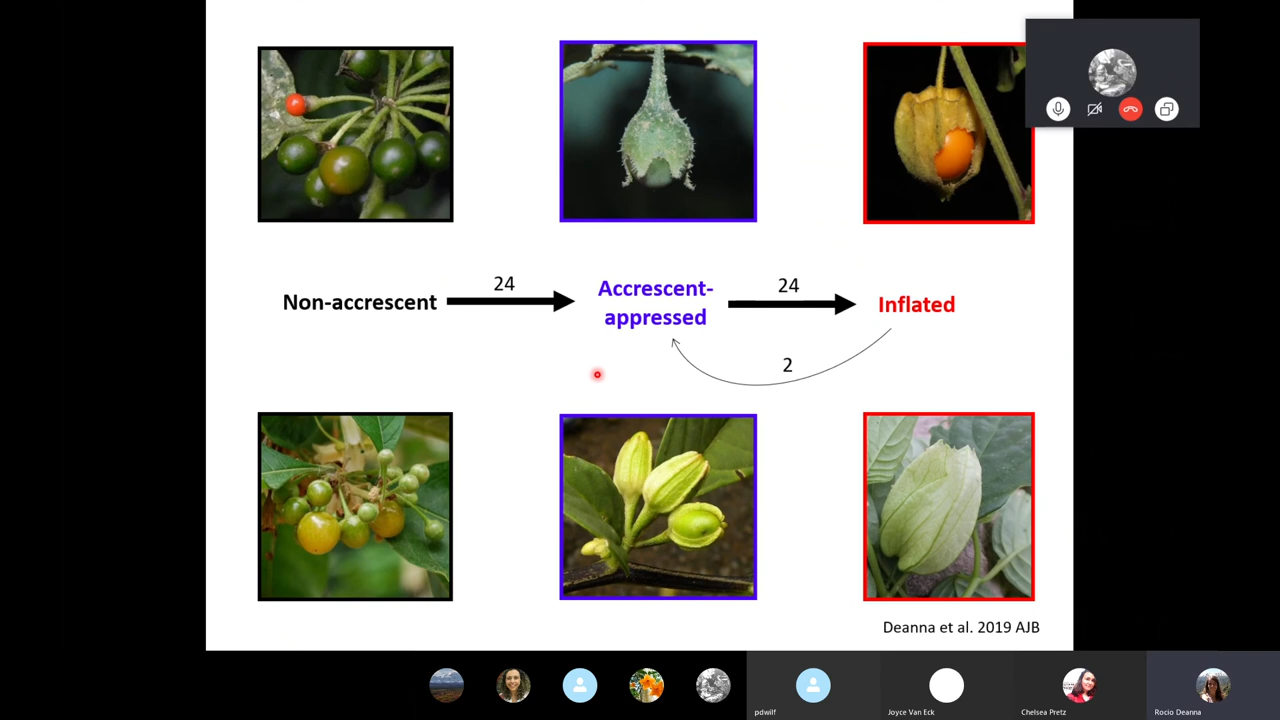 24
24
Non-accrescent
Accrescent-
appressed
Inflated
2
Deanna et al. 2019 AJB
pdwilf
Joyce Van Eck
Chelsea Pretz
Rocio Deanna